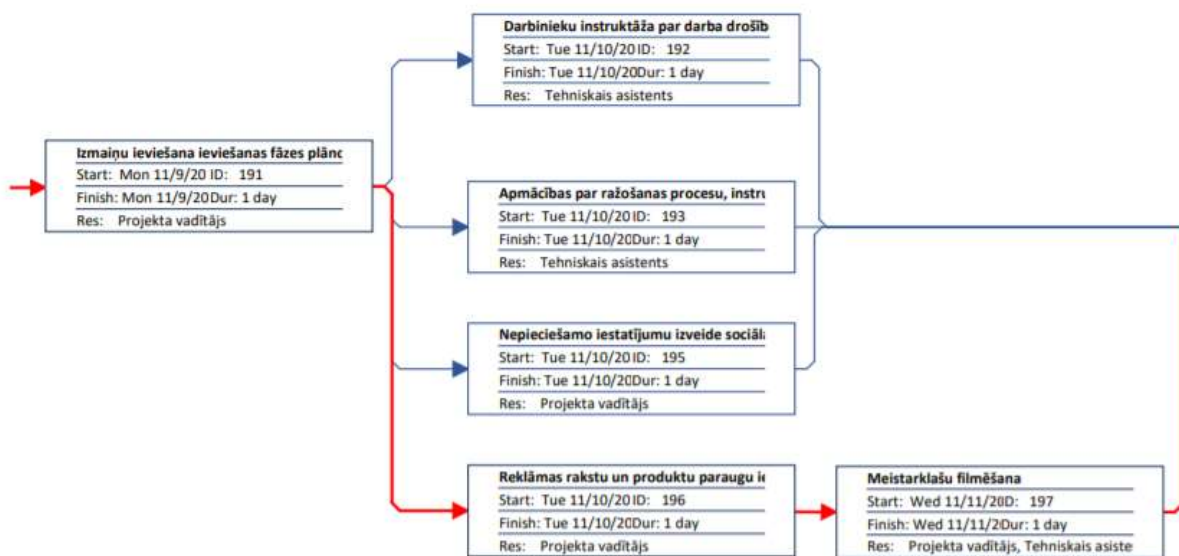 Darbinieku instruktāža par darba drošīb
Start: Tue 11/10/20 ID: 192
Finish: Tue 11/10/20 Dur: 1 day
Res: Tehniskais asistents
Izmaiņu ieviešana ieviešanas fāzes plānc
Start: Mon 11/9/20 ID: 191
Finish: Mon 11/9/20 Dur: 1 day
Res: Projekta vadītājs
Apmācības par ražošanas procesu, instru
Start: Tue 11/10/20 ID: 193
Finish: Tue 11/10/20 Dur: 1 day
Res: Tehniskais asistents
Nepieciešamo iestatījumu izveide sociāla
Start: Tue 11/10/20 ID: 195
Finish: Tue 11/10/20 Dur: 1 day
Res: Projekta vadītājs
Reklāmas rakstu un produktu paraugu ie
Start: Tue 11/10/20 ID: 196
Finish: Tue 11/10/20 Dur: 1 day
Res: Projekta vadītājs
Meistarklašu filmēšana
Start: Wed 11/11/20 ID: 197
Finish: Wed 11/11/20 Dur: 1 day
Res: Projekta vadītājs, Tehniskais asiste